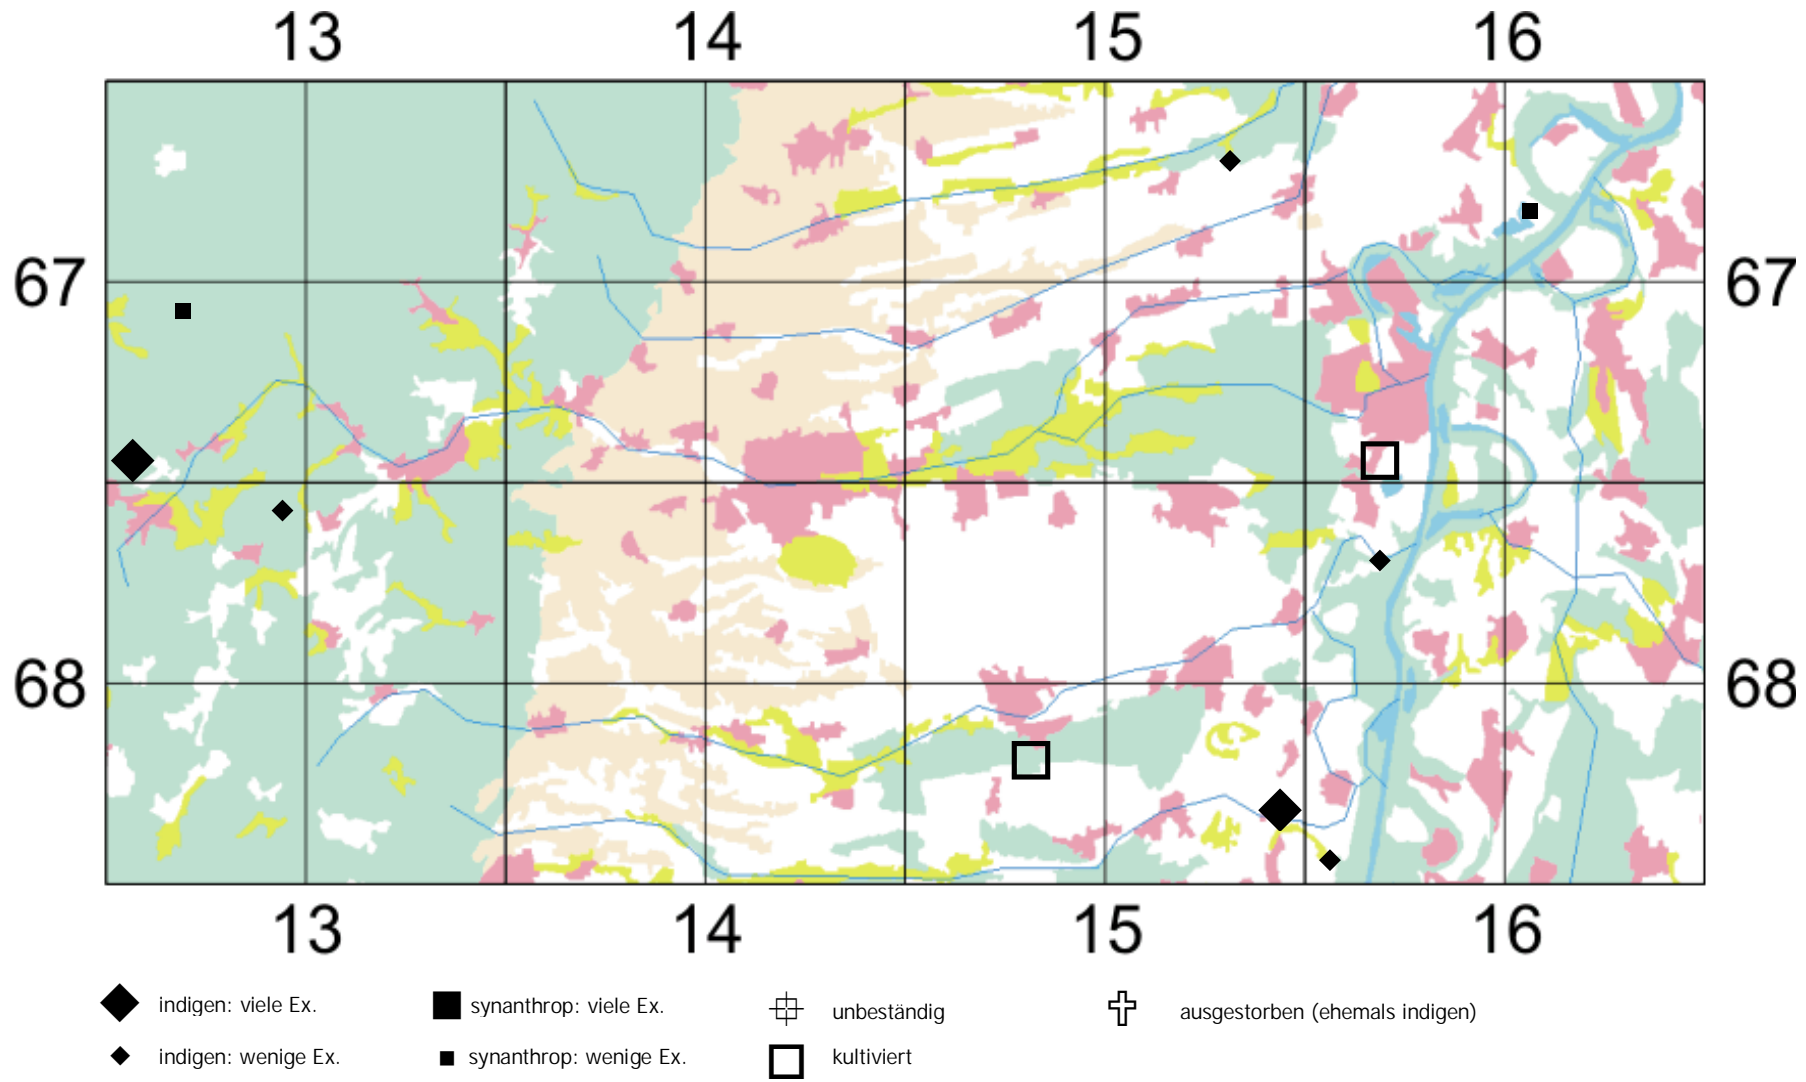 13 14 15 16
67 67
68 68
13 14 15 16
indigen: viele Ex. synanthrop: viele Ex. unbeständig ausgestorben (ehemals indigen)
indigen: wenige Ex. synanthrop: wenige Ex. kultiviert